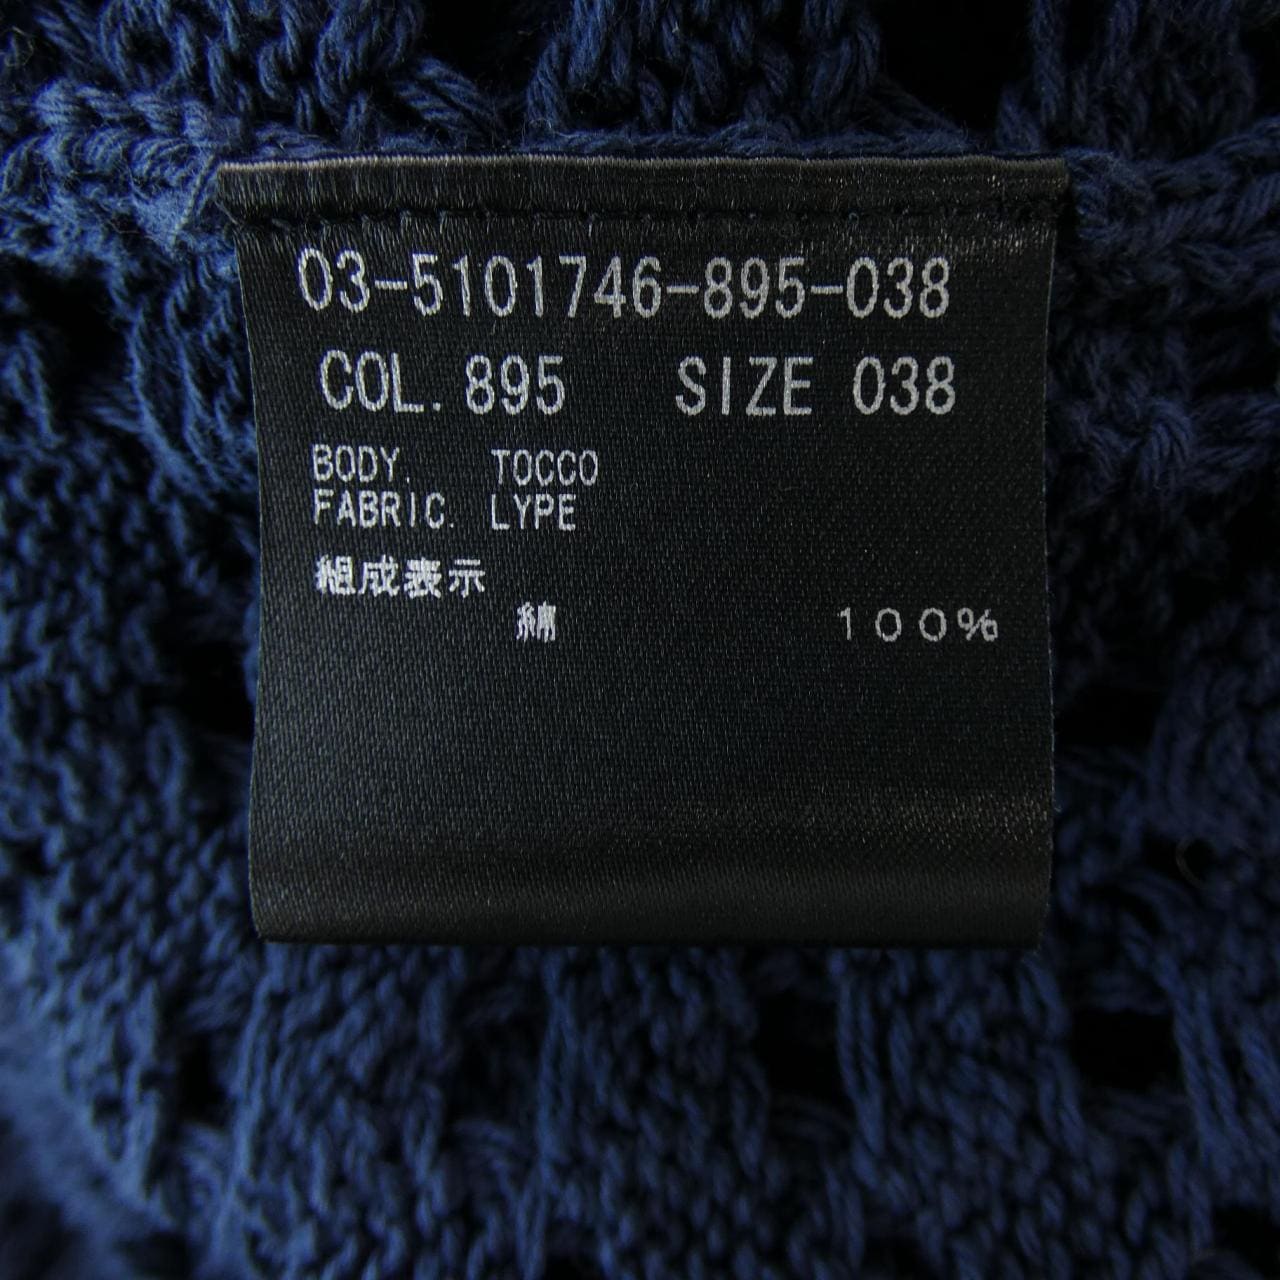 03-5101746-895-038
COL. 895 SIZE 038
BODY. TOCCO
FABRIC. LYPE
組成表示
綿 100%